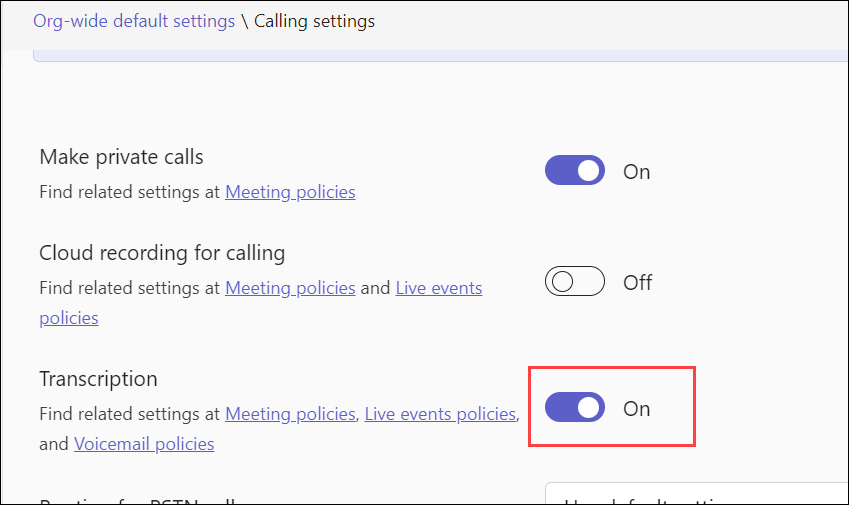 Org-wide default settings \ Calling settings
Make private calls
On
Find related settings at Meeting policies
Cloud recording for calling
Off
Find related settings at Meeting policies and Live events
policies
Transcription
On
Find related settings at Meeting policies, Live events policies,
and Voicemail policies